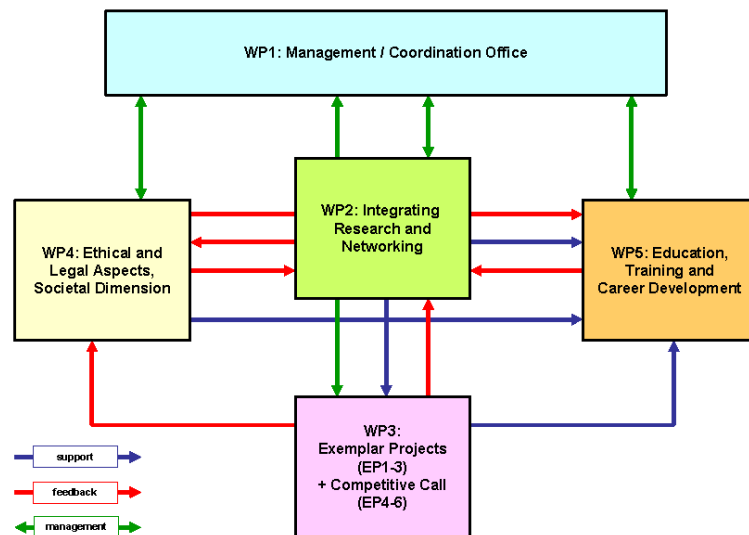 WP1: Management / Coordination Office
WP2: Integrating
Research and
Networking
WP4: Ethical and
Legal Aspects,
Societal Dimension
WP5: Education,
Training and
Career Development
WP3:
Exemplar Projects
(EP1-3)
+ Competitive Call
(EP4-6)
support
feedback
management